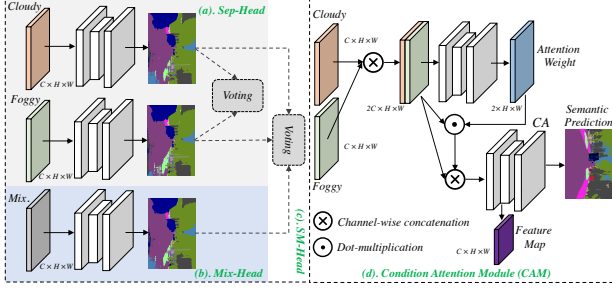 Cloudy
(a). Sep-Head
C × H × W
Voting
Foggy
C × H × W
Voting
Mix.
C × H × W
(b). Mix-Head
(c). SM-Head
Cloudy
C × H × W
2C × H × W
2 × H × W
Attention
Weight
C × H × W
Foggy
CA
Semantic
Prediction
Channel-wise concatenation
Dot-multiplication
C × H × W
Feature
Map
(d). Condition Attention Module (CAM)